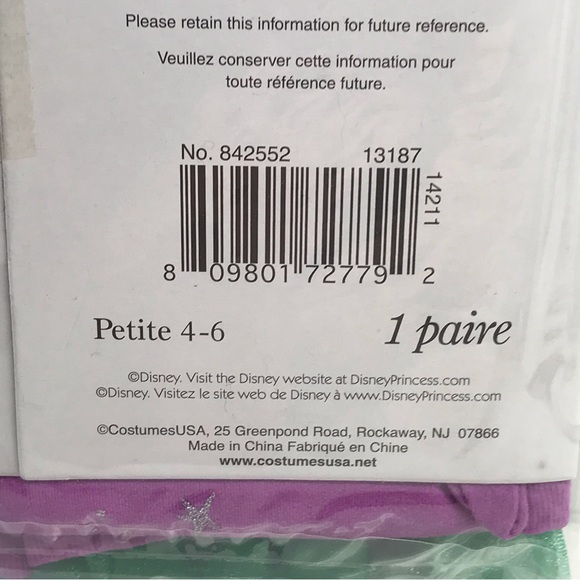 Please retain this information for future reference.
Veuillez conserver cette information pour
toute référence future.
No. 842552 13187
14211
8 09801 72779 2
Petite 4-6 1 paire
©Disney. Visit the Disney website at DisneyPrincess.com
©Disney. Visitez le site web de Disney à www.DisneyPrincess.com
©CostumesUSA, 25 Greenpond Road, Rockaway, NJ 07866
Made in China Fabriqué en Chine
www.costumesusa.net